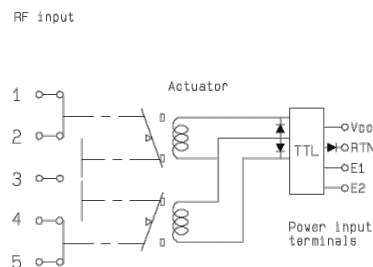 RF input
Actuator
1
2
3
4
5
TTL
Vcc
RTN
E1
E2
Power input
terminals